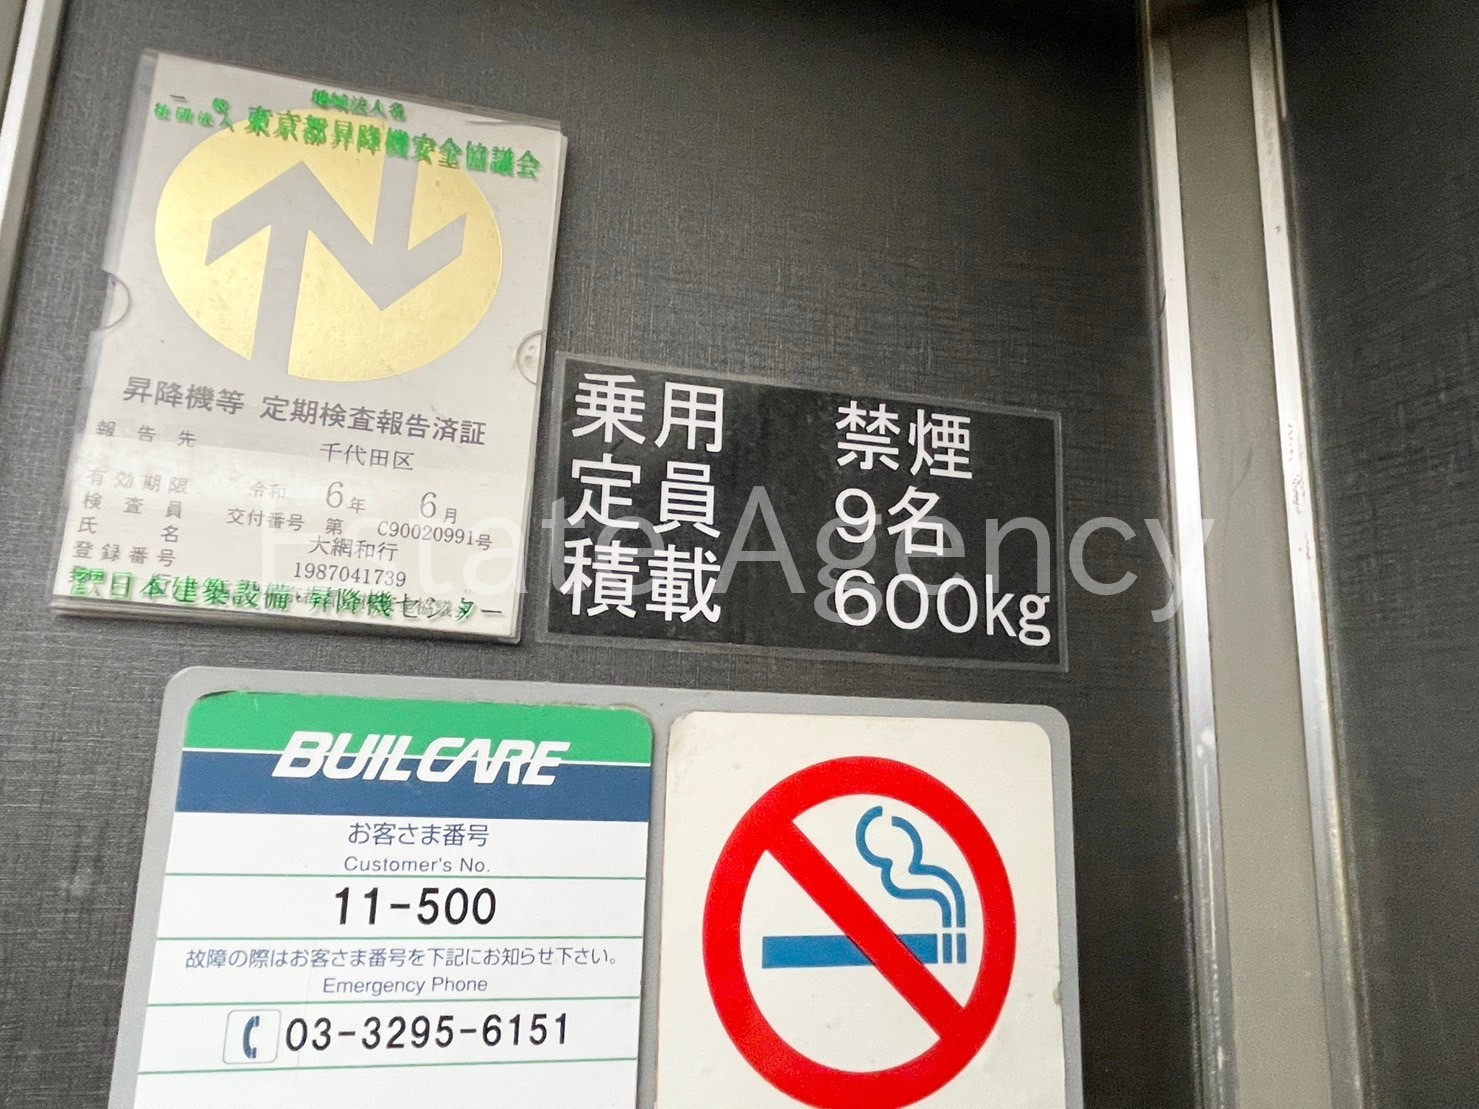 地域法人名
一般
社団法人 東京都昇降機安全協議会
昇降機等 定期検査報告済証
報告先 千代田区
有効期限 令和 6年 6月
検査員 交付番号 第 C90020991号
氏名 大網和行
登録番号 1987041739
日本建築設備・昇降機センター
乗用 禁煙
定員 9名
積載 600kg
Estate Agency
BUILCARE
お客さま番号
Customer's No.
11-500
故障の際はお客さま番号を下記にお知らせ下さい。
Emergency Phone
03-3295-6151